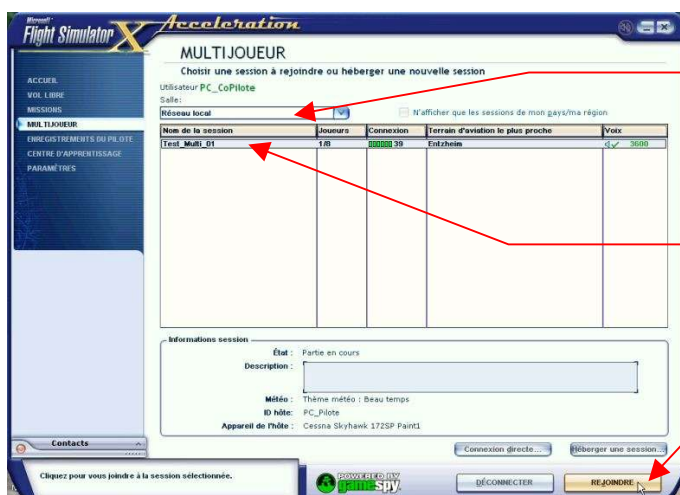 Microsoft
Flight Simulator X
Acceleration
MULTIJOUEUR
Choisir une session à rejoindre ou héberger une nouvelle session
Utilisateur PC_CoPilote
Salle:
Réseau local
N'afficher que les sessions de mon pays/ma région
ACCUEIL
VOL LIBRE
MISSIONS
MULTIJOUEUR
ENREGISTREMENTS DU PILOTE
CENTRE D'APPRENTISSAGE
PARAMÈTRES
Nom de la session Joueurs Connexion Terrain d'aviation le plus proche Voix
Test_Multi_01 1/8 39 Entzheim 3600
Informations session
État : Partie en cours
Description :
Météo : Thème météo : Beau temps
ID hôte: PC_Pilote
Appareil de l'hôte : Cessna Skyhawk 172SP Paint1
Contacts
Connexion directe...
Héberger une session...
Cliquez pour vous joindre à la session sélectionnée.
POWERED BY
gamespy.
DÉCONNECTER
REJOINDRE